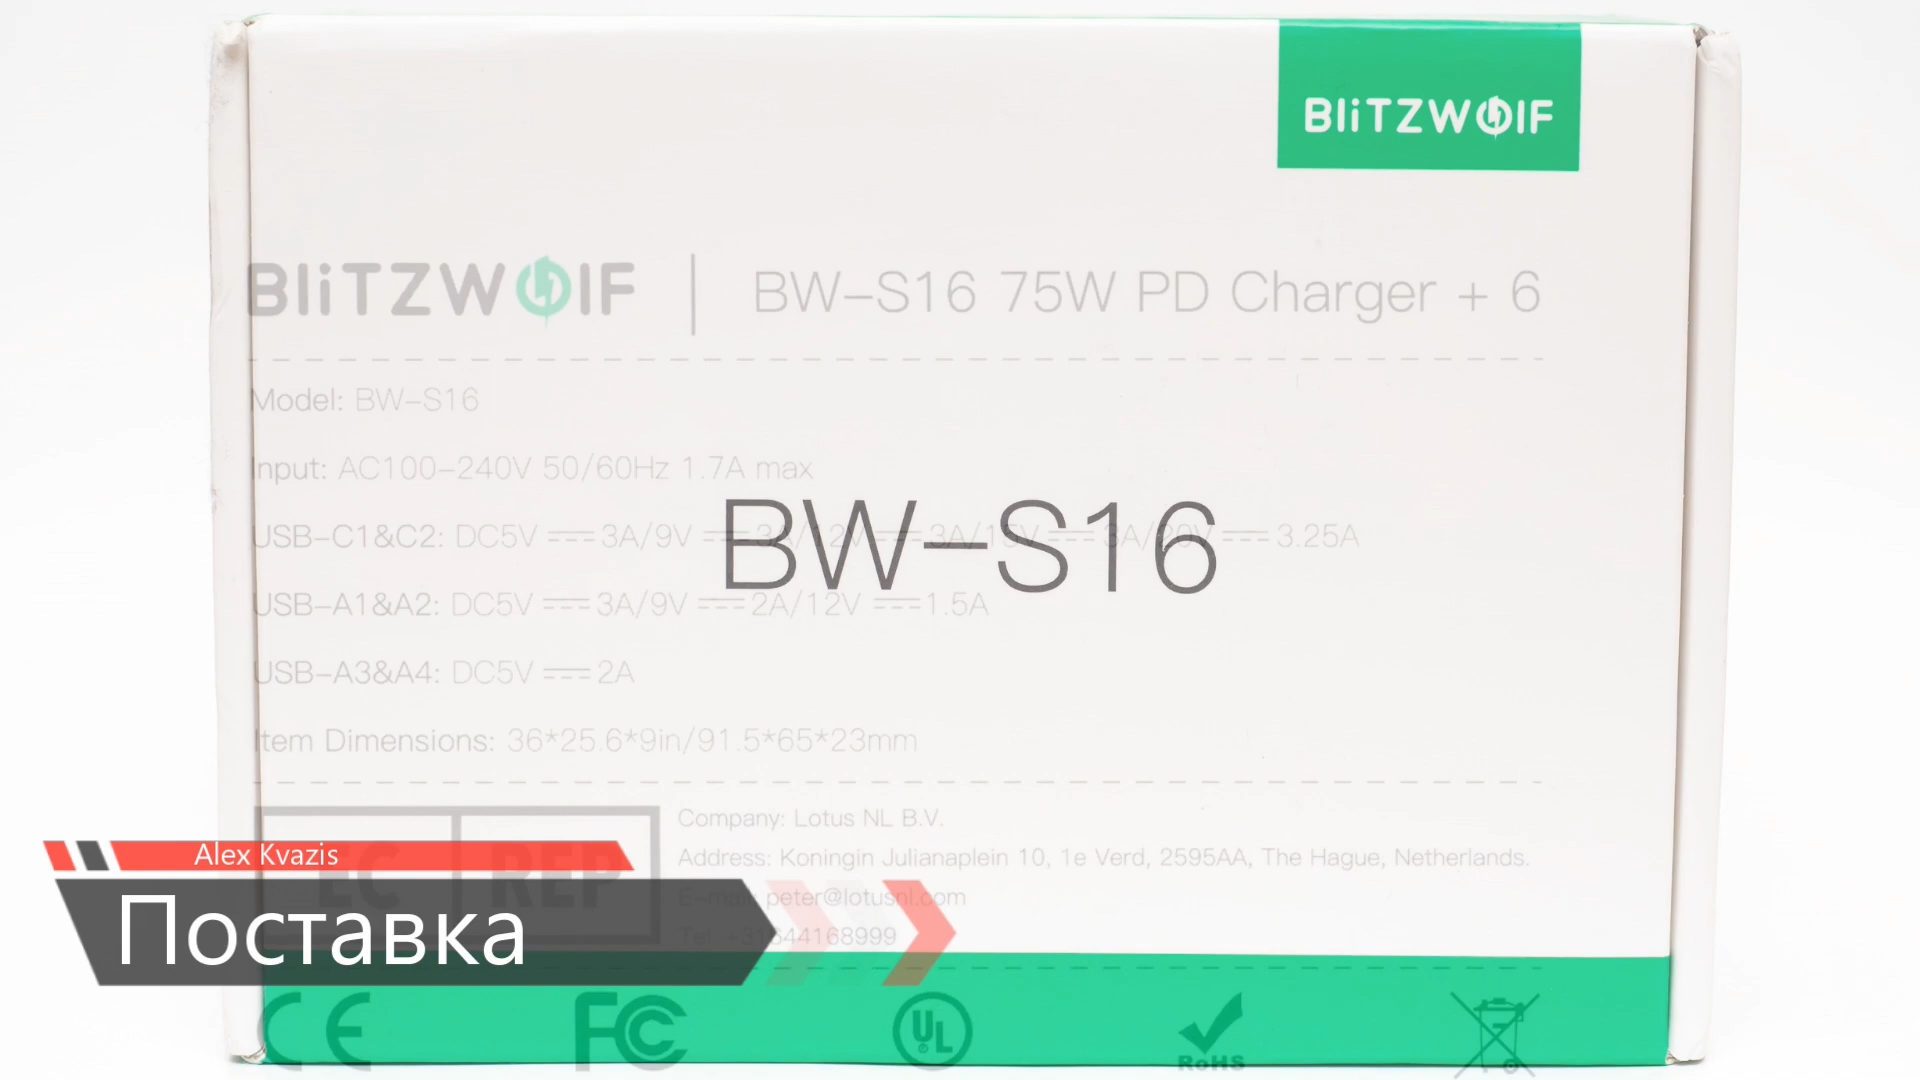 BLiTZWOlF
BLiTZWOlF | BW-S16 75W PD Charger + 6
Model: BW-S16
Input: AC100-240V 50/60Hz 1.7A max
USB-C1&C2: DC5V ⎓ 3A/9V ⎓ 3A/12V ⎓ 3A/15V ⎓ 3A/20V ⎓ 3.25A
BW-S16
USB-A1&A2: DC5V ⎓ 3A/9V ⎓ 2A/12V ⎓ 1.5A
USB-A3&A4: DC5V ⎓ 2A
Item Dimensions: 36*25.6*9in/91.5*65*23mm
EC REP
Company: Lotus NL B.V.
Address: Koningin Julianaplein 10, 1e Verd, 2595AA, The Hague, Netherlands.
E-mail: peter@lotusnl.com
Tel: +31644168999
Alex Kvazis
Поставка
CE FC UL RoHS